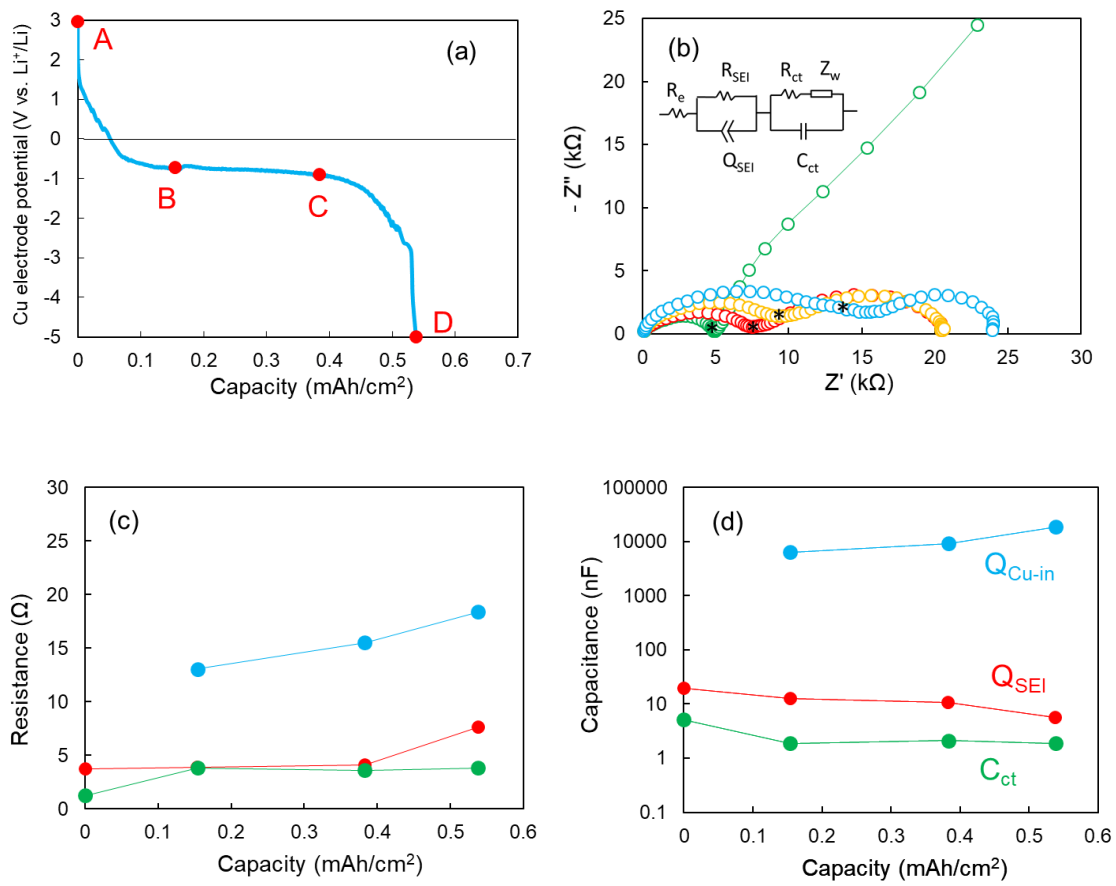 (a)
Cu electrode potential (V vs. Li⁺/Li)
3
2
1
0
-1
-2
-3
-4
-5
A
B
C
D
0 0.1 0.2 0.3 0.4 0.5 0.6 0.7
Capacity (mAh/cm²)
(b)
- Z" (kΩ)
25
20
15
10
5
0
Rₑ
R_SEI
Q_SEI
R_ct
Z_w
C_ct
*
*
*
*
0 5 10 15 20 25 30
Z' (kΩ)
(c)
Resistance (Ω)
30
25
20
15
10
5
0
0 0.1 0.2 0.3 0.4 0.5 0.6
Capacity (mAh/cm²)
(d)
Capacitance (nF)
100000
10000
1000
100
10
1
0.1
Q_Cu-in
Q_SEI
C_ct
0 0.1 0.2 0.3 0.4 0.5 0.6
Capacity (mAh/cm²)